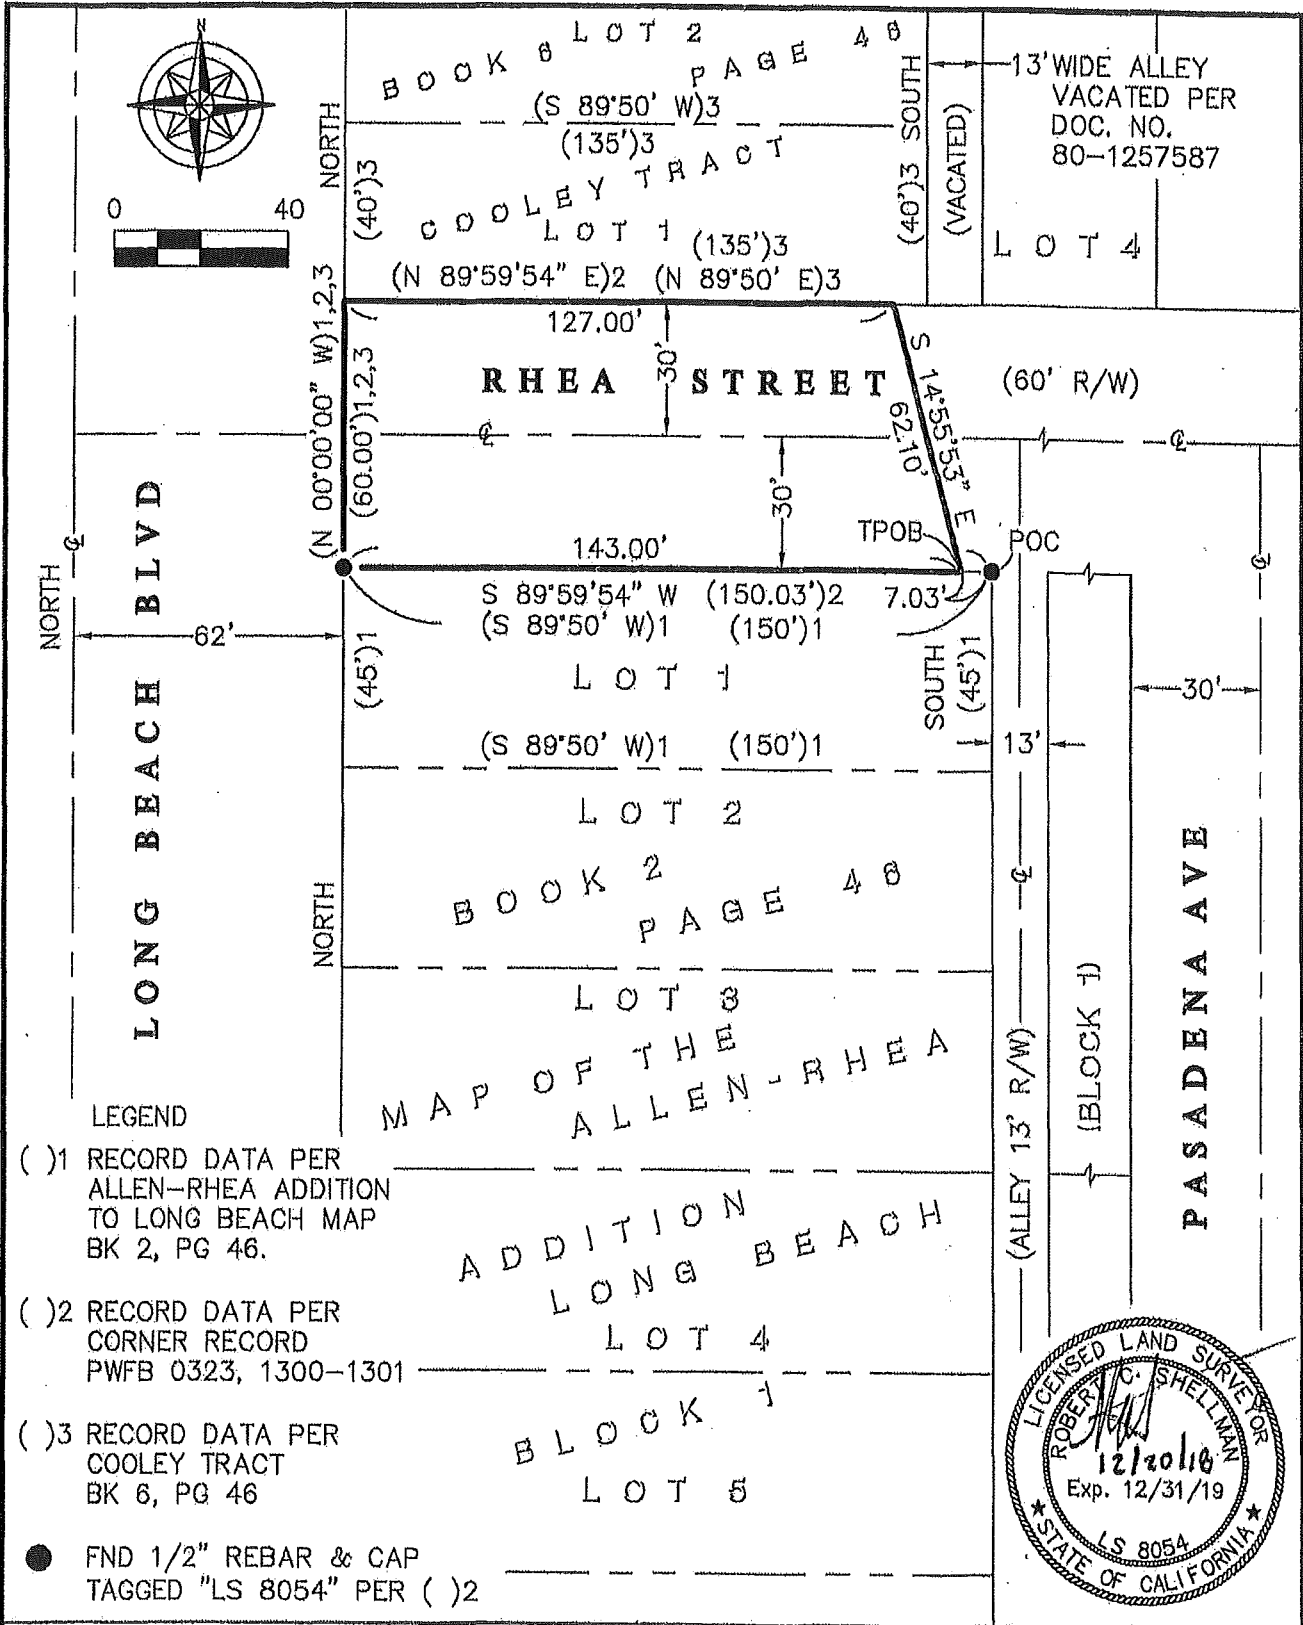 N
0 40
BOOK 6 LOT 2 PAGE 46
(S 89°50' W)3
(135')3
COOLEY TRACT
LOT 1
(135')3
(N 89°59'54" E)2 (N 89°50' E)3
NORTH
(40')3
(40')3 SOUTH
(VACATED)
13' WIDE ALLEY
VACATED PER
DOC. NO.
80-1257587
LOT 4
127.00'
30'
RHEA STREET
(60' R/W)
(N 00°00'00" W)1,2,3
(60.00')1,2,3
S 14°55'53" E
62.10'
30'
143.00'
TPOB
POC
S 89°59'54" W (150.03')2
7.03'
(S 89°50' W)1 (150')1
NORTH
62'
LONG BEACH BLVD
(45')1
SOUTH
(45')1
LOT 1
(S 89°50' W)1 (150')1
13'
30'
LOT 2
BOOK 2
PAGE 46
NORTH
LOT 3
MAP OF THE
ALLEN-RHEA
ADDITION
LONG BEACH
LOT 4
BLOCK 1
LOT 5
(ALLEY 13' R/W)
(BLOCK 1)
PASADENA AVE
LEGEND
( )1 RECORD DATA PER
ALLEN-RHEA ADDITION
TO LONG BEACH MAP
BK 2, PG 46.
( )2 RECORD DATA PER
CORNER RECORD
PWFB 0323, 1300-1301
( )3 RECORD DATA PER
COOLEY TRACT
BK 6, PG 46
FND 1/2" REBAR & CAP
TAGGED "LS 8054" PER ( )2
LICENSED LAND SURVEYOR
ROBERT C. SHELLMAN
12/20/18
Exp. 12/31/19
LS 8054
STATE OF CALIFORNIA